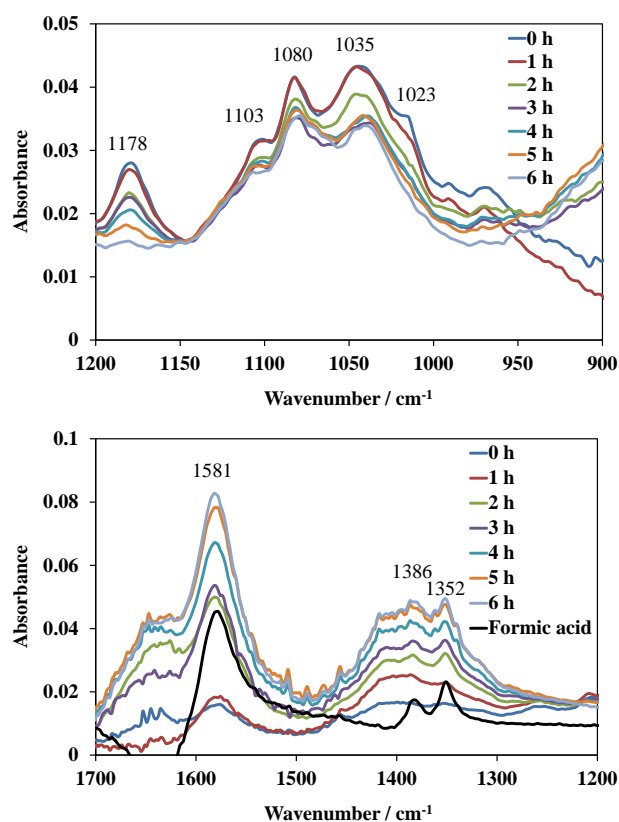 0.05
0.04
0.03
0.02
0.01
0
Absorbance
1178
1103
1080
1035
1023
0 h
1 h
2 h
3 h
4 h
5 h
6 h
1200 1150 1100 1050 1000 950 900
Wavenumber / cm-1
0.1
0.08
0.06
0.04
0.02
0
Absorbance
1581
1386
1352
0 h
1 h
2 h
3 h
4 h
5 h
6 h
Formic acid
1700 1600 1500 1400 1300 1200
Wavenumber / cm-1